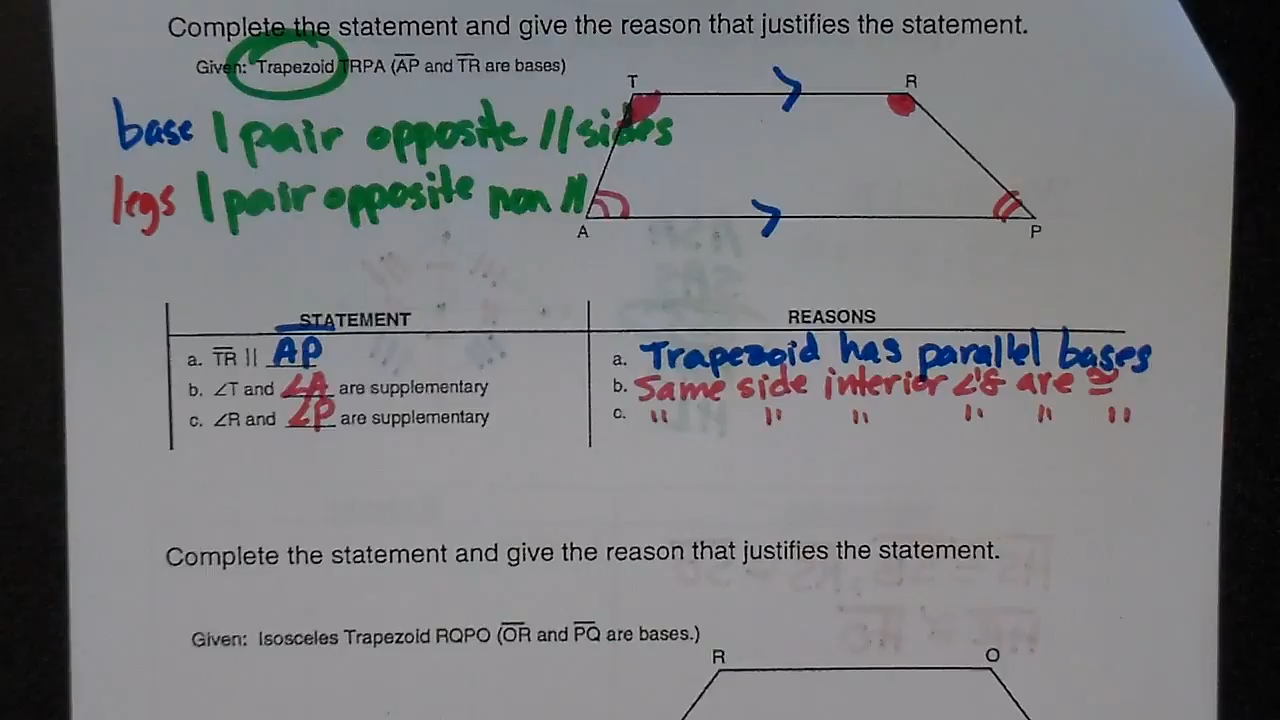 Complete the statement and give the reason that justifies the statement.
Given: Trapezoid TRPA (AP and TR are bases)
T R
base 1 pair opposite // sides
legs 1 pair opposite non //
A P
STATEMENT REASONS
a. TR || AP a. Trapezoid has parallel bases
b. ∠T and ∠A are supplementary b. Same side interior ∠'s are ≅
c. ∠R and ∠P are supplementary c. " " " " " "
Complete the statement and give the reason that justifies the statement.
Given: Isosceles Trapezoid RQPO (OR and PQ are bases.)
R O